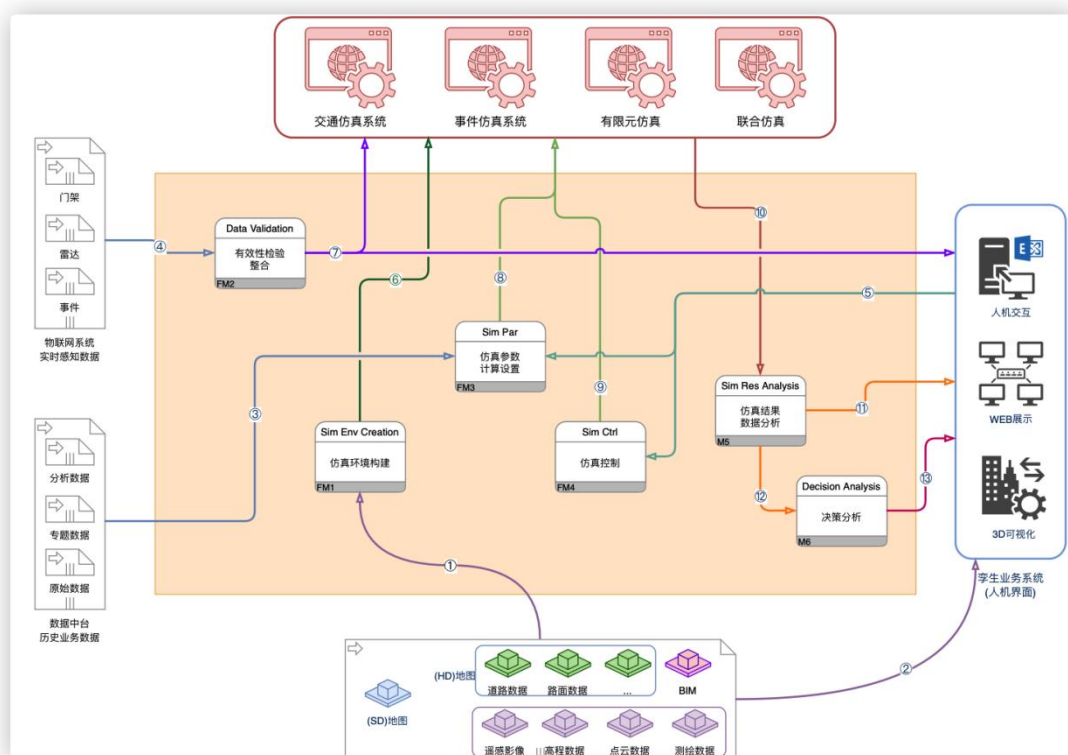 交通仿真系统
事件仿真系统
有限元仿真
联合仿真
门架
雷达
事件
物联网系统
实时感知数据
④
Data Validation
有效性检验
整合
FM2
⑦
⑥
⑧
⑩
⑤
人机交互
WEB展示
3D可视化
孪生业务系统
(人机界面)
Sim Par
仿真参数
计算设置
FM3
③
⑨
Sim Res Analysis
仿真结果
数据分析
M5
⑪
分析数据
专题数据
原始数据
数据中台
历史业务数据
Sim Env Creation
仿真环境构建
FM1
Sim Ctrl
仿真控制
FM4
⑫
Decision Analysis
决策分析
M6
⑬
①
②
(SD)地图
(HD)地图
道路数据
路面数据
...
BIM
遥感影像
高程数据
点云数据
测绘数据